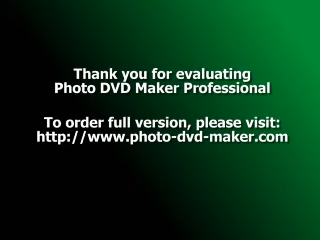 Thank you for evaluating
Photo DVD Maker Professional
To order full version, please visit:
http://www.photo-dvd-maker.com